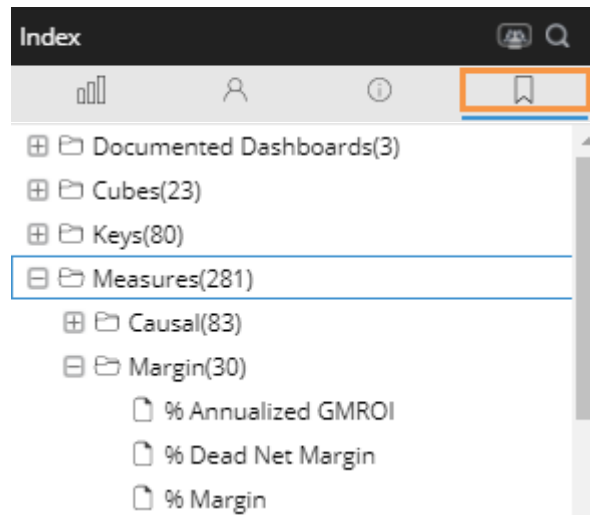 Index
Documented Dashboards(3)
Cubes(23)
Keys(80)
Measures(281)
Causal(83)
Margin(30)
% Annualized GMROI
% Dead Net Margin
% Margin